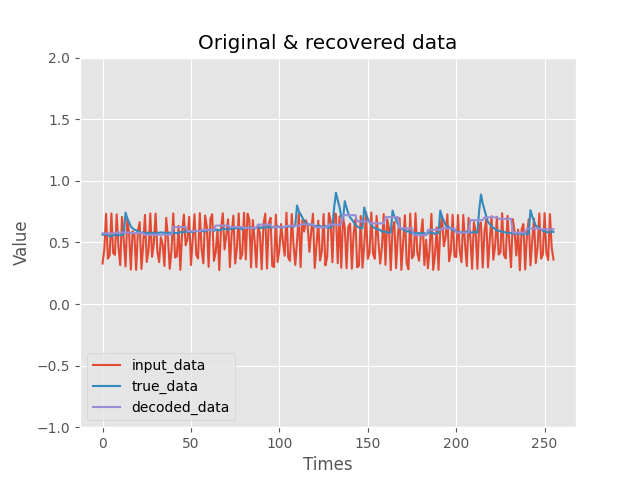 Original & recovered data
2.0
1.5
1.0
0.5
0.0
−0.5
−1.0
Value
input_data
true_data
decoded_data
0 50 100 150 200 250
Times